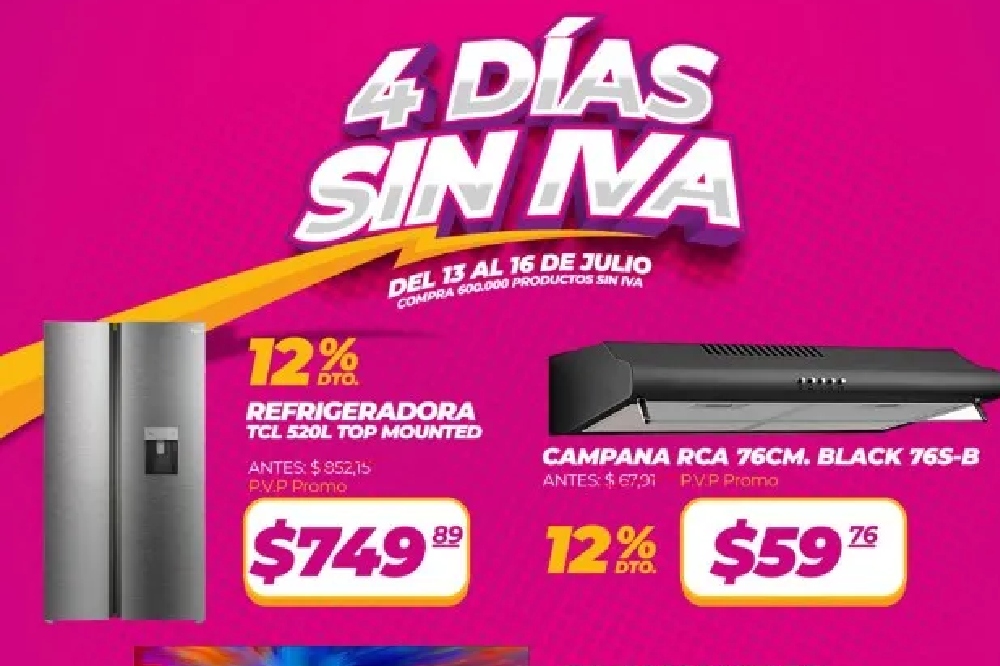 4 DÍAS
SIN IVA
DEL 13 AL 16 DE JULIO
COMPRA 600.000 PRODUCTOS SIN IVA
12% DTO.
REFRIGERADORA
TCL 520L TOP MOUNTED
ANTES: $ 852,15
P.V.P Promo
$749 89
CAMPANA RCA 76CM. BLACK 76S-B
ANTES: $ 67,91 P.V.P Promo
12% DTO.
$59 76